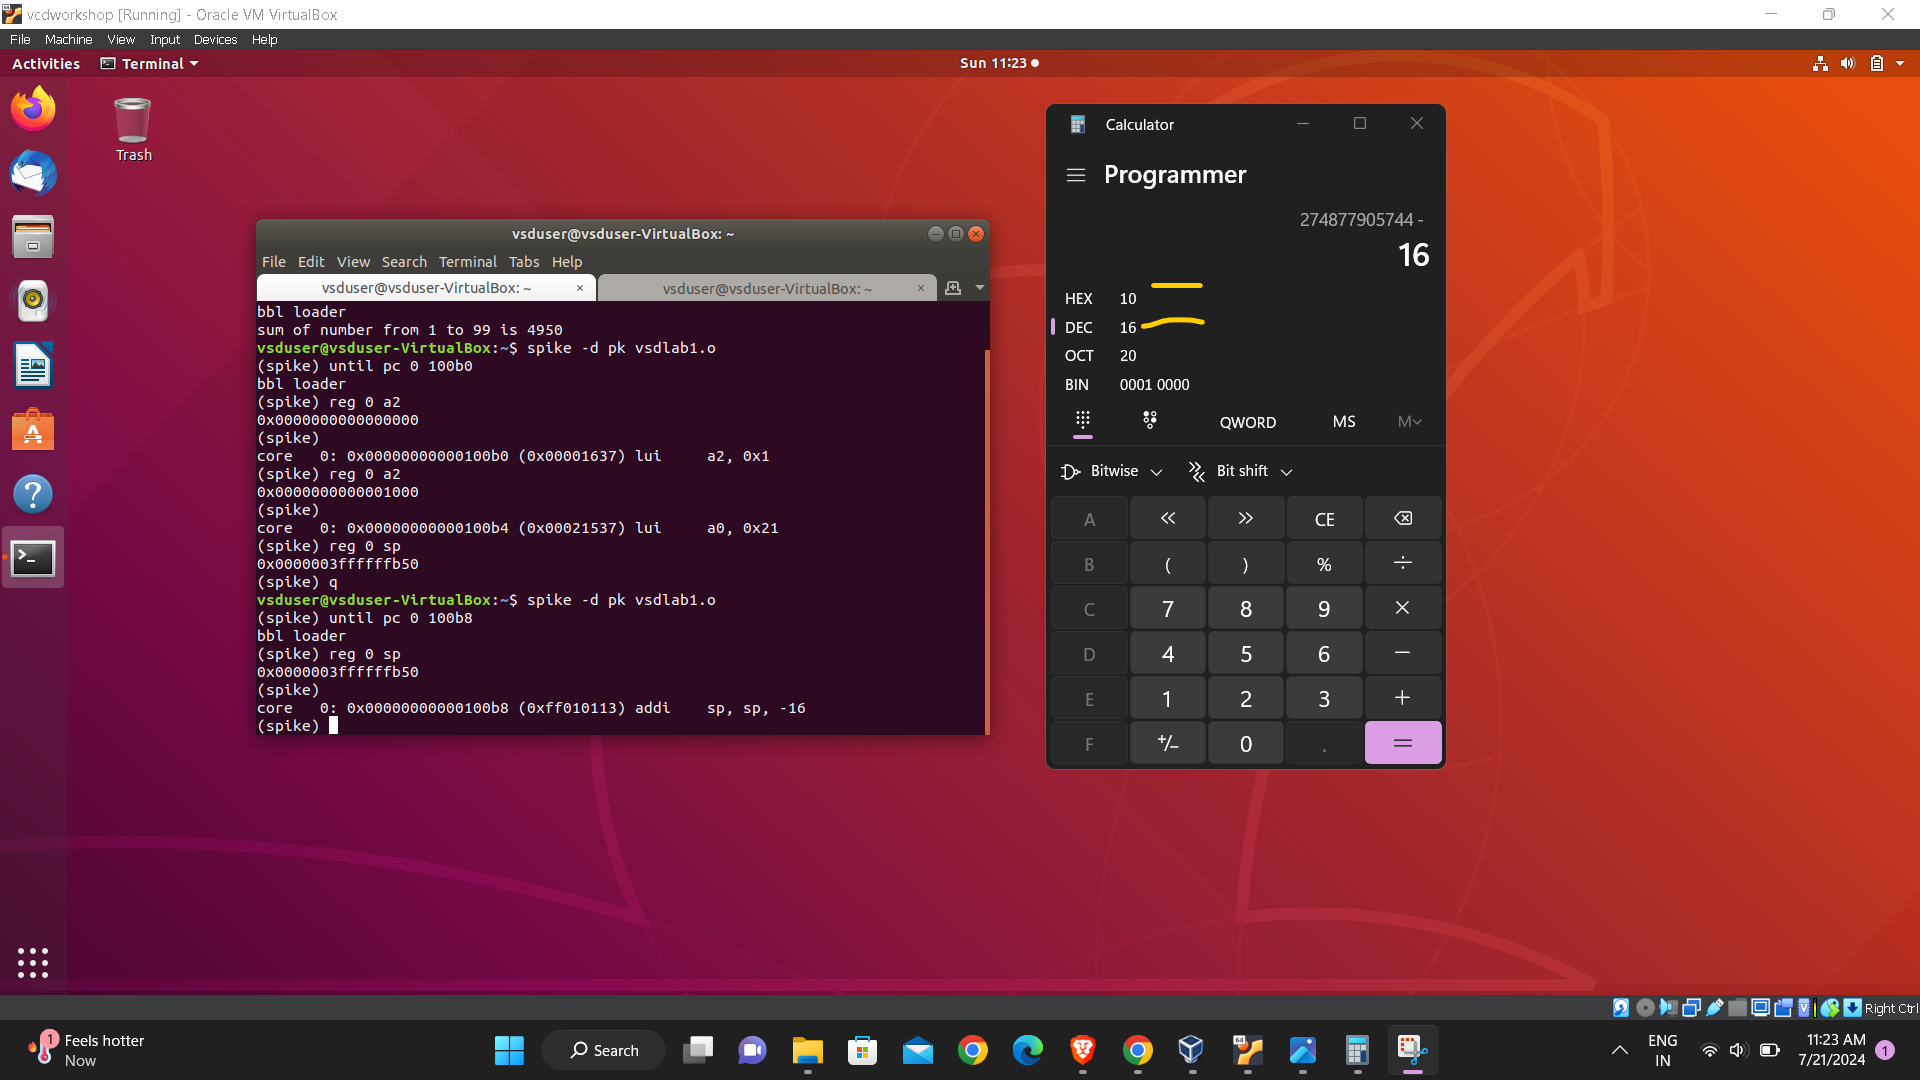 vcdworkshop [Running] - Oracle VM VirtualBox
File Machine View Input Devices Help
Activities Terminal Sun 11:23
Trash
vsduser@vsduser-VirtualBox: ~
File Edit View Search Terminal Tabs Help
vsduser@vsduser-VirtualBox: ~ × vsduser@vsduser-VirtualBox: ~ ×
bbl loader
sum of number from 1 to 99 is 4950
vsduser@vsduser-VirtualBox:~$ spike -d pk vsdlab1.o
(spike) until pc 0 100b0
bbl loader
(spike) reg 0 a2
0x0000000000000000
(spike)
core   0: 0x00000000000100b0 (0x00001637) lui     a2, 0x1
(spike) reg 0 a2
0x0000000000001000
(spike)
core   0: 0x00000000000100b4 (0x00021537) lui     a0, 0x21
(spike) reg 0 sp
0x0000003ffffffb50
(spike) q
vsduser@vsduser-VirtualBox:~$ spike -d pk vsdlab1.o
(spike) until pc 0 100b8
bbl loader
(spike) reg 0 sp
0x0000003ffffffb50
(spike)
core   0: 0x00000000000100b8 (0xff010113) addi    sp, sp, -16
(spike)
Calculator
Programmer
274877905744 -
16
HEX 10
DEC 16
OCT 20
BIN 0001 0000
QWORD MS M
Bitwise Bit shift
A << >> CE
B ( ) % ÷
C 7 8 9 ×
D 4 5 6 −
E 1 2 3 +
F +/− 0 . =
Right Ctrl
1 Feels hotter
Now
Search
64
ENG
IN
11:23 AM
7/21/2024
1